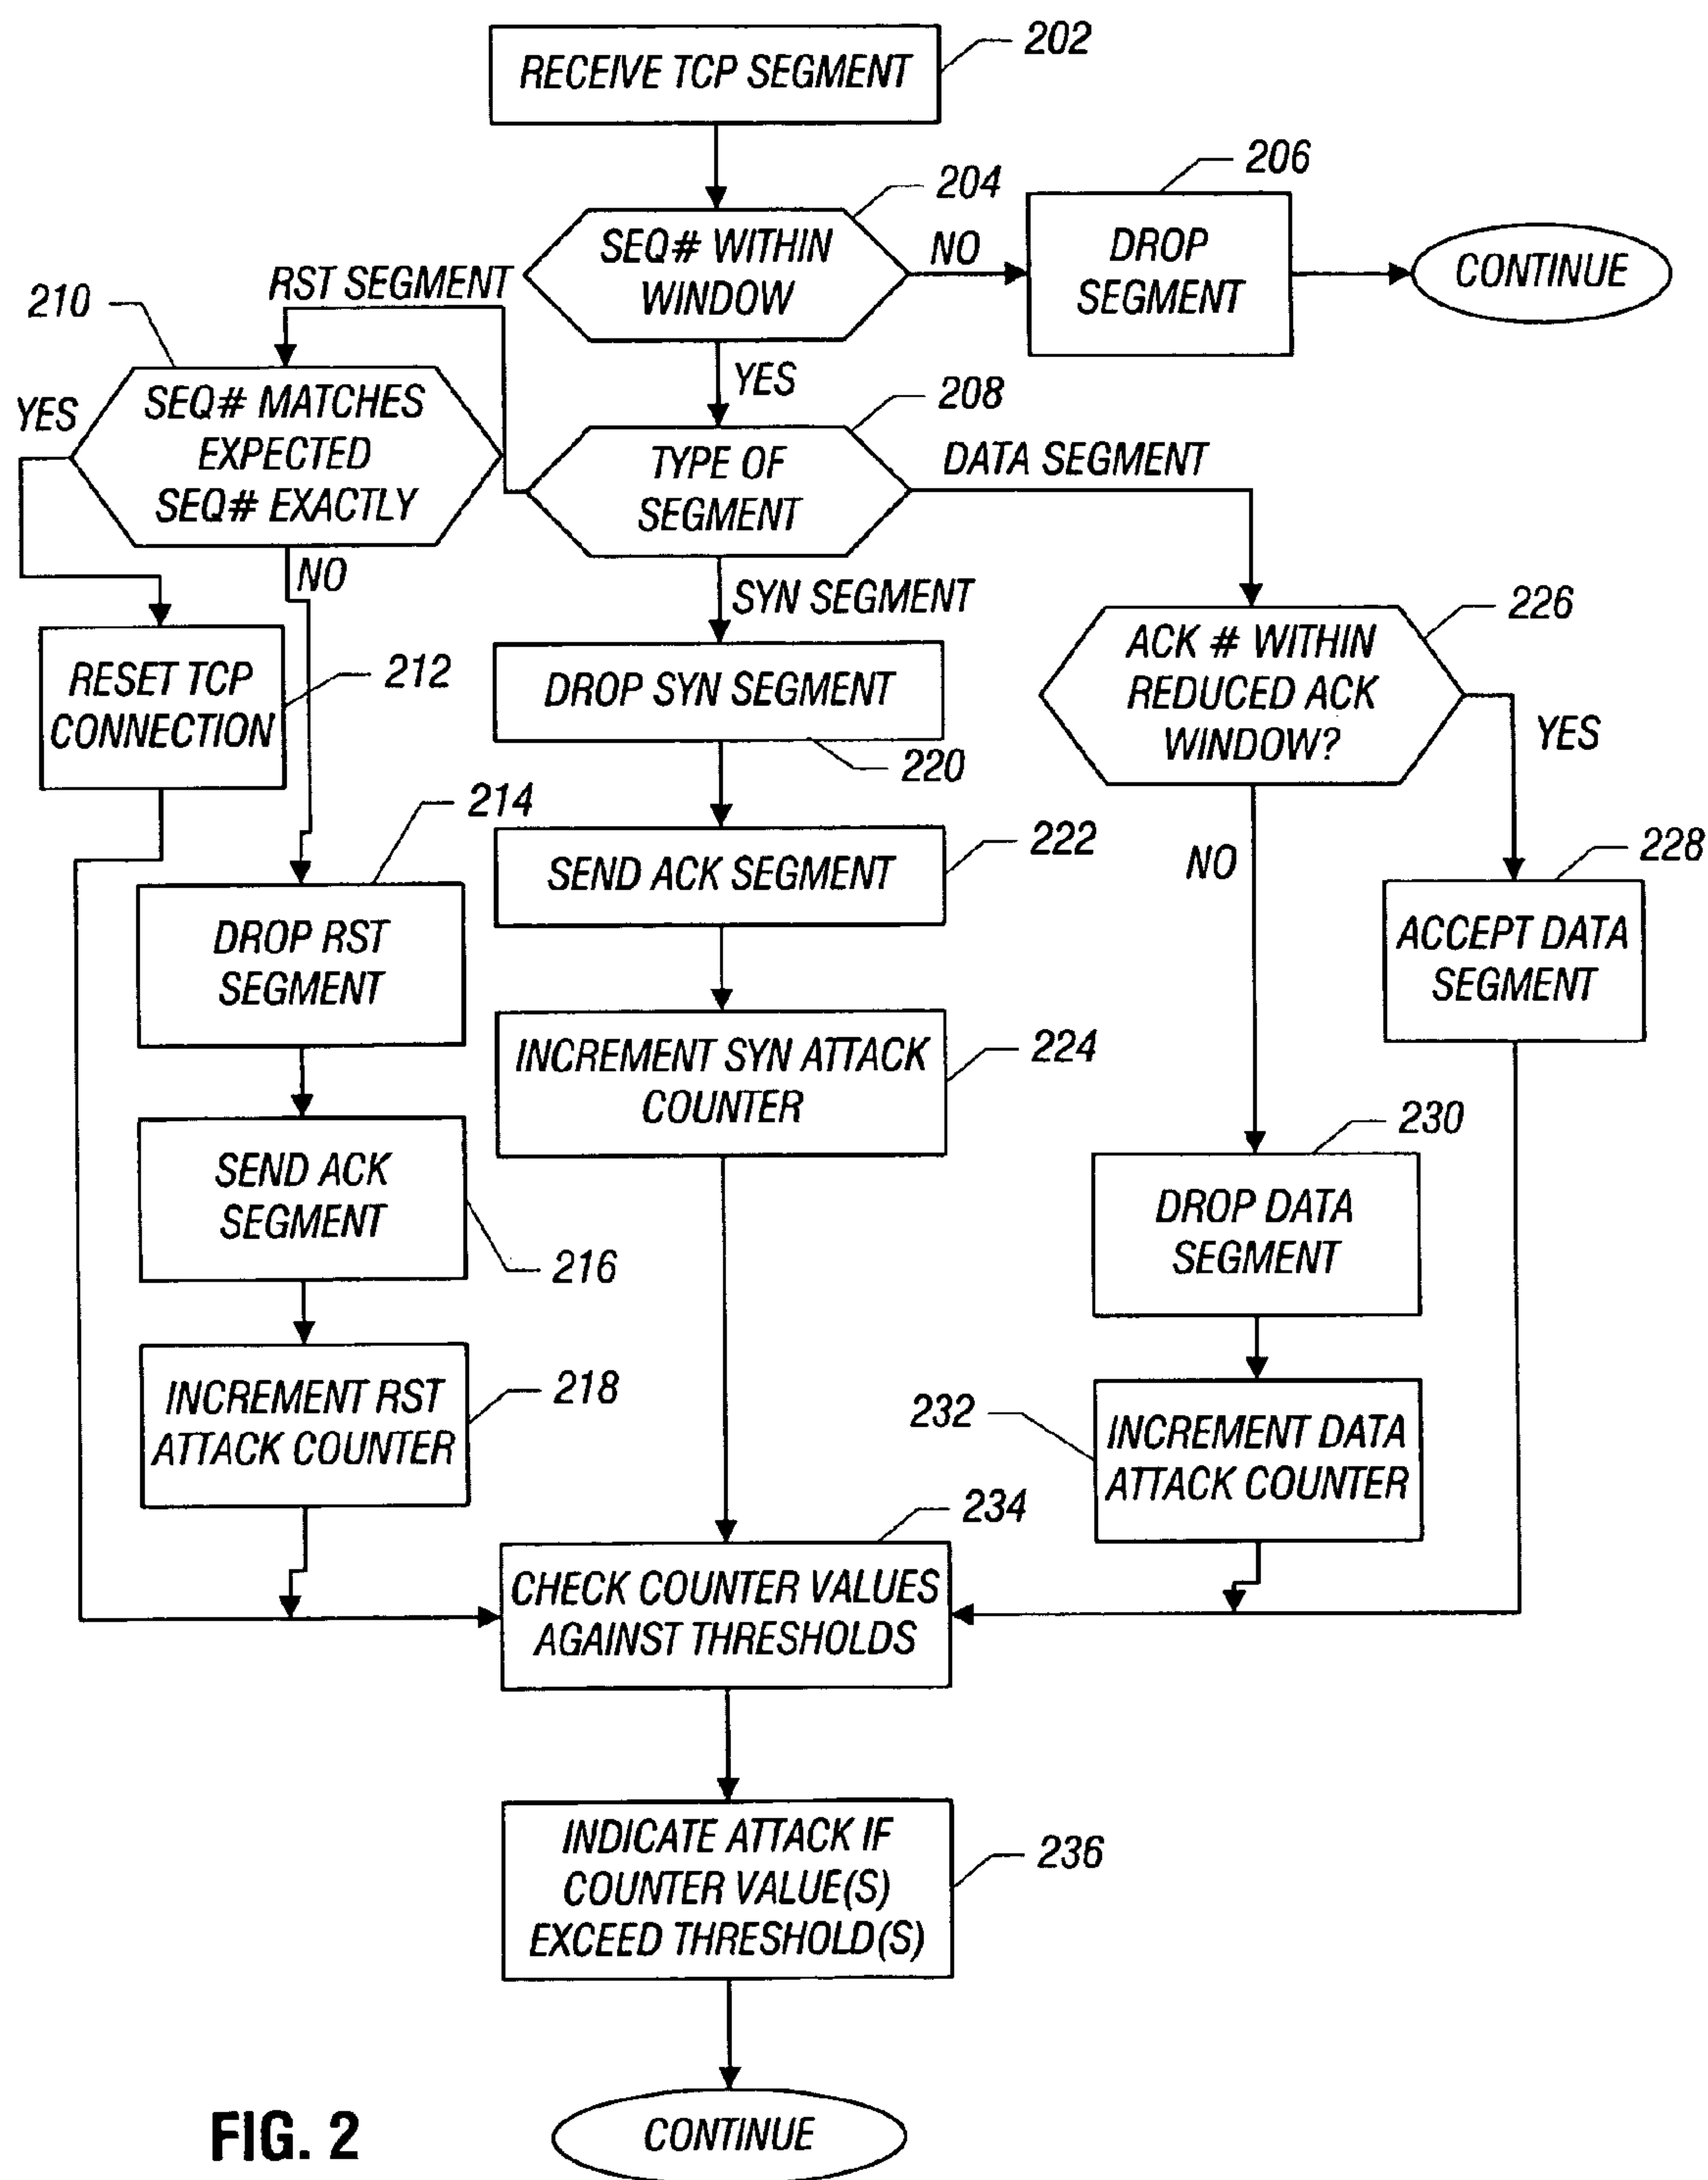 RECEIVE TCP SEGMENT
202
204
SEQ# WITHIN
WINDOW
NO
206
DROP
SEGMENT
CONTINUE
RST SEGMENT
210
YES
SEQ# MATCHES
EXPECTED
SEQ# EXACTLY
YES
208
TYPE OF
SEGMENT
DATA SEGMENT
NO
SYN SEGMENT
226
ACK # WITHIN
REDUCED ACK
WINDOW?
YES
RESET TCP
CONNECTION
212
DROP SYN SEGMENT
220
214
SEND ACK SEGMENT
222
NO
228
DROP RST
SEGMENT
ACCEPT DATA
SEGMENT
INCREMENT SYN ATTACK
COUNTER
224
SEND ACK
SEGMENT
216
230
DROP DATA
SEGMENT
INCREMENT RST
ATTACK COUNTER
218
232
INCREMENT DATA
ATTACK COUNTER
234
CHECK COUNTER VALUES
AGAINST THRESHOLDS
INDICATE ATTACK IF
COUNTER VALUE(S)
EXCEED THRESHOLD(S)
236
CONTINUE
FIG. 2